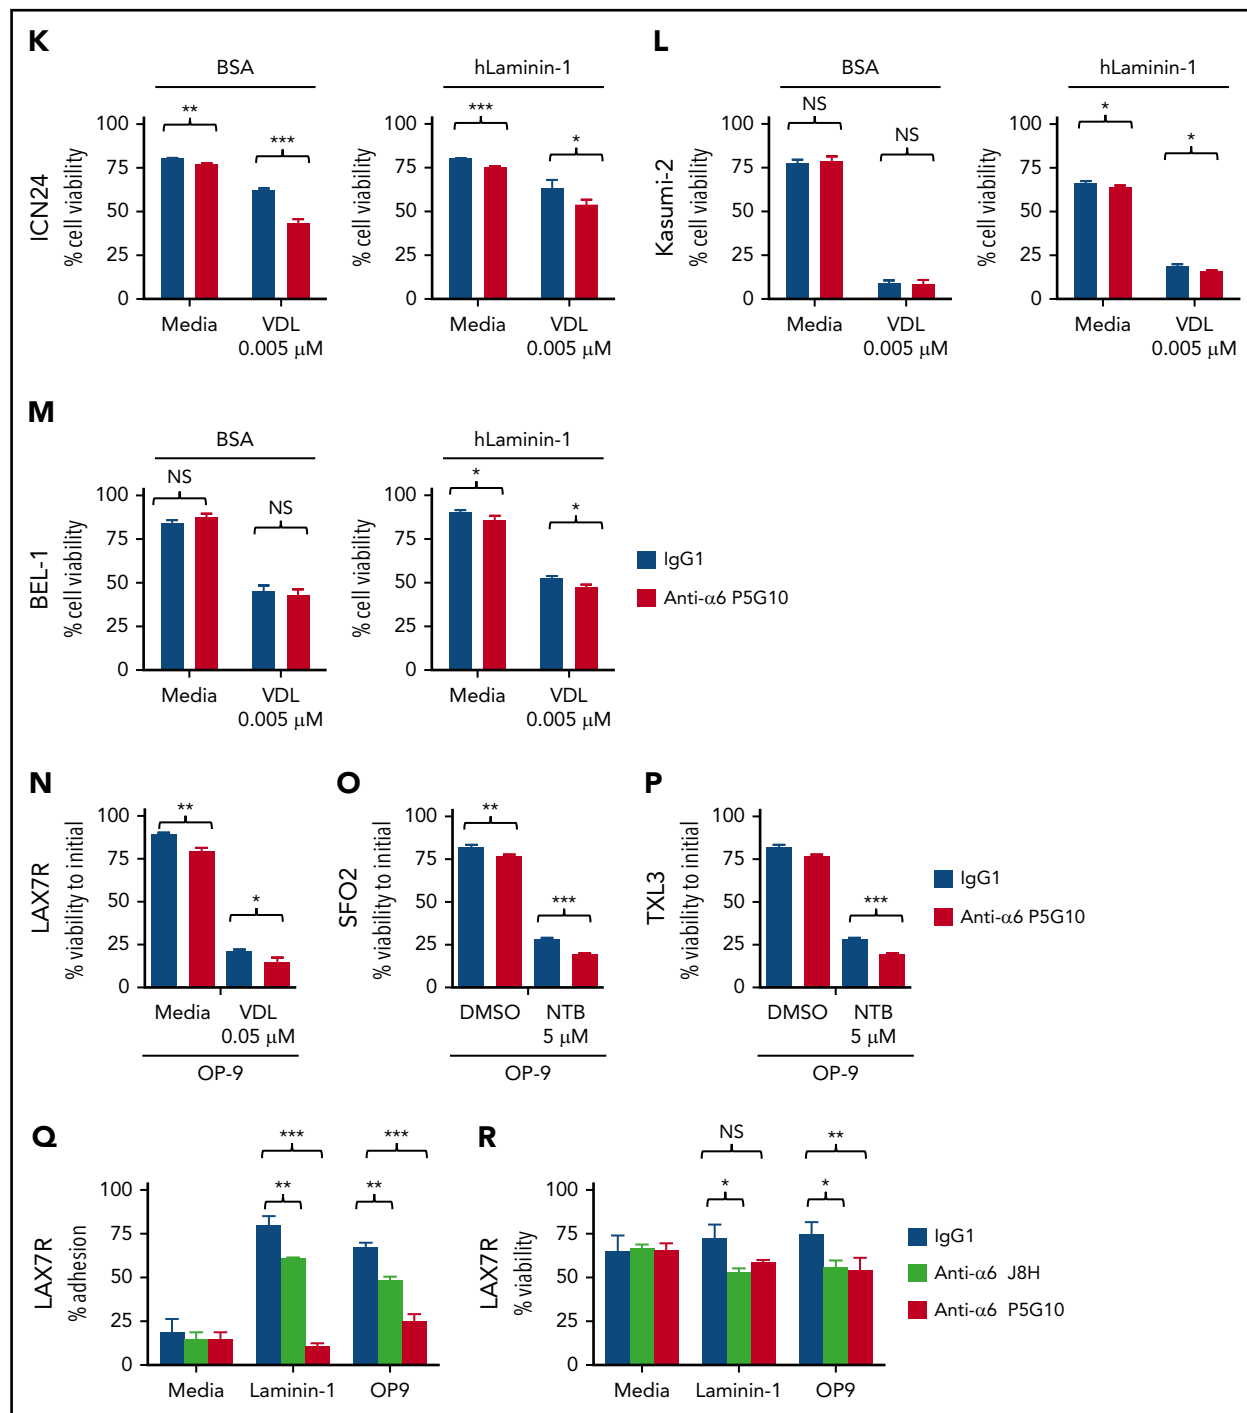 K
BSA
hLaminin-1
ICN24
% cell viability
100
75
50
25
0
**
***
Media
VDL
0.005 μM
% cell viability
100
75
50
25
0
***
*
Media
VDL
0.005 μM
L
BSA
hLaminin-1
Kasumi-2
% cell viability
100
75
50
25
0
NS
NS
Media
VDL
0.005 μM
% cell viability
100
75
50
25
0
*
*
Media
VDL
0.005 μM
M
BSA
hLaminin-1
BEL-1
% cell viability
100
75
50
25
0
NS
NS
Media
VDL
0.005 μM
% cell viability
100
75
50
25
0
*
*
Media
VDL
0.005 μM
IgG1
Anti-α6 P5G10
N
LAX7R
% viability to initial
100
75
50
25
0
**
*
Media
VDL
0.05 μM
OP-9
O
SFO2
% viability to initial
100
75
50
25
0
**
***
DMSO
NTB
5 μM
OP-9
P
TXL3
% viability to initial
100
75
50
25
0
***
DMSO
NTB
5 μM
OP-9
IgG1
Anti-α6 P5G10
Q
LAX7R
% adhesion
100
75
50
25
0
***
***
**
**
Media
Laminin-1
OP9
R
LAX7R
% viability
100
75
50
25
0
NS
**
*
*
Media
Laminin-1
OP9
IgG1
Anti-α6 J8H
Anti-α6 P5G10